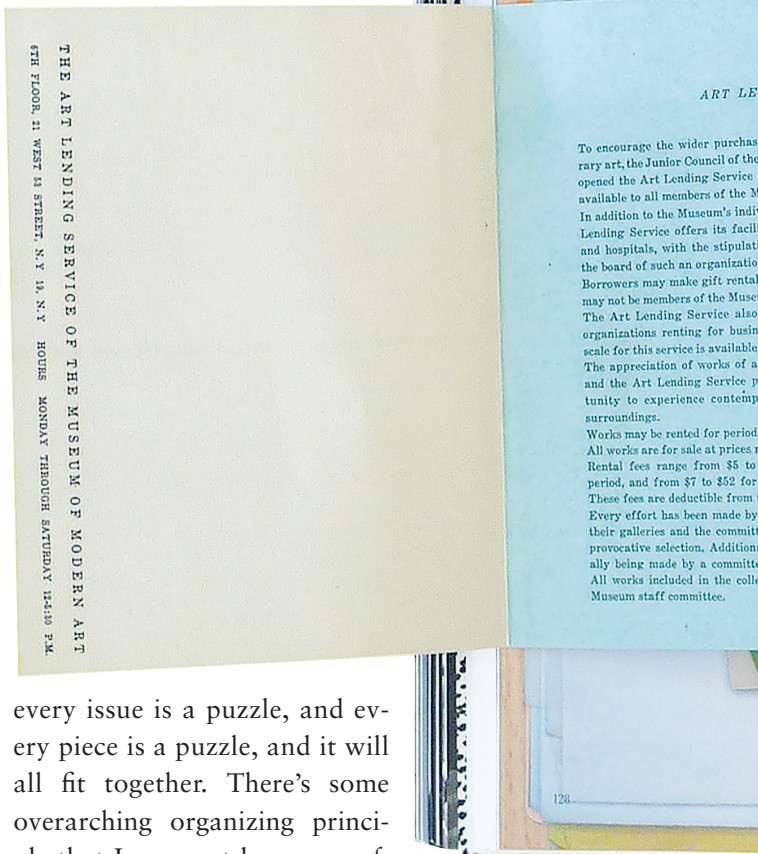 THE ART LENDING SERVICE OF THE MUSEUM OF MODERN ART
6TH FLOOR, 21 WEST 53 STREET, N.Y 19, N.Y HOURS MONDAY THROUGH SATURDAY 12-5:30 P.M.
ART LE
To encourage the wider purchas
rary art, the Junior Council of the
opened the Art Lending Service
available to all members of the M
In addition to the Museum's indiv
Lending Service offers its facili
and hospitals, with the stipulati
the board of such an organizatio
Borrowers may make gift rental
may not be members of the Muse
The Art Lending Service also
organizations renting for busin
scale for this service is available
The appreciation of works of a
and the Art Lending Service p
tunity to experience contemp
surroundings.
Works may be rented for period
All works are for sale at prices
Rental fees range from $5 to
period, and from $7 to $52 for
These fees are deductible from
Every effort has been made by
their galleries and the committ
provocative selection. Addition
ally being made by a committe
All works included in the colle
Museum staff committee.
128
every issue is a puzzle, and ev-
ery piece is a puzzle, and it will
all fit together. There's some
overarching organizing princi-